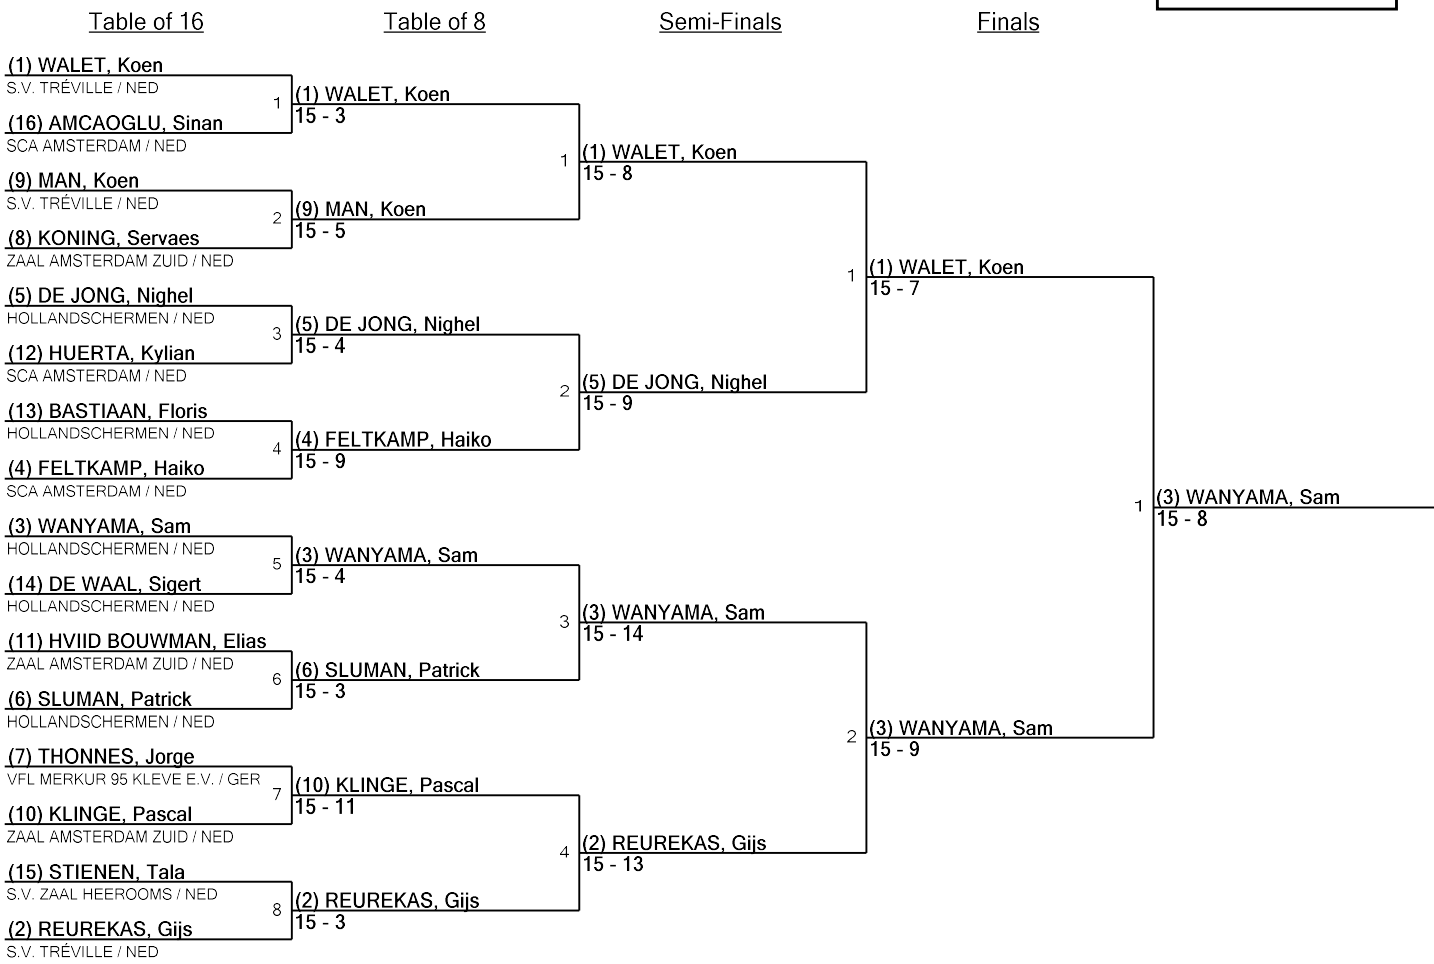 Table of 16
Table of 8
Semi-Finals
Finals
(1) WALET, Koen
S.V. TRÉVILLE / NED
1
(16) AMCAOGLU, Sinan
SCA AMSTERDAM / NED
(9) MAN, Koen
S.V. TRÉVILLE / NED
2
(8) KONING, Servaes
ZAAL AMSTERDAM ZUID / NED
(5) DE JONG, Nighel
HOLLANDSCHERMEN / NED
3
(12) HUERTA, Kylian
SCA AMSTERDAM / NED
(13) BASTIAAN, Floris
HOLLANDSCHERMEN / NED
4
(4) FELTKAMP, Haiko
SCA AMSTERDAM / NED
(3) WANYAMA, Sam
HOLLANDSCHERMEN / NED
5
(14) DE WAAL, Sigert
HOLLANDSCHERMEN / NED
(11) HVIID BOUWMAN, Elias
ZAAL AMSTERDAM ZUID / NED
6
(6) SLUMAN, Patrick
HOLLANDSCHERMEN / NED
(7) THONNES, Jorge
VFL MERKUR 95 KLEVE E.V. / GER
7
(10) KLINGE, Pascal
ZAAL AMSTERDAM ZUID / NED
(15) STIENEN, Tala
S.V. ZAAL HEEROOMS / NED
8
(2) REUREKAS, Gijs
S.V. TRÉVILLE / NED
(1) WALET, Koen
15 - 3
1
(9) MAN, Koen
15 - 5
(5) DE JONG, Nighel
15 - 4
2
(4) FELTKAMP, Haiko
15 - 9
(3) WANYAMA, Sam
15 - 4
3
(6) SLUMAN, Patrick
15 - 3
(10) KLINGE, Pascal
15 - 11
4
(2) REUREKAS, Gijs
15 - 3
(1) WALET, Koen
15 - 8
1
(5) DE JONG, Nighel
15 - 9
(3) WANYAMA, Sam
15 - 14
2
(2) REUREKAS, Gijs
15 - 13
(1) WALET, Koen
15 - 7
1
(3) WANYAMA, Sam
15 - 9
(3) WANYAMA, Sam
15 - 8